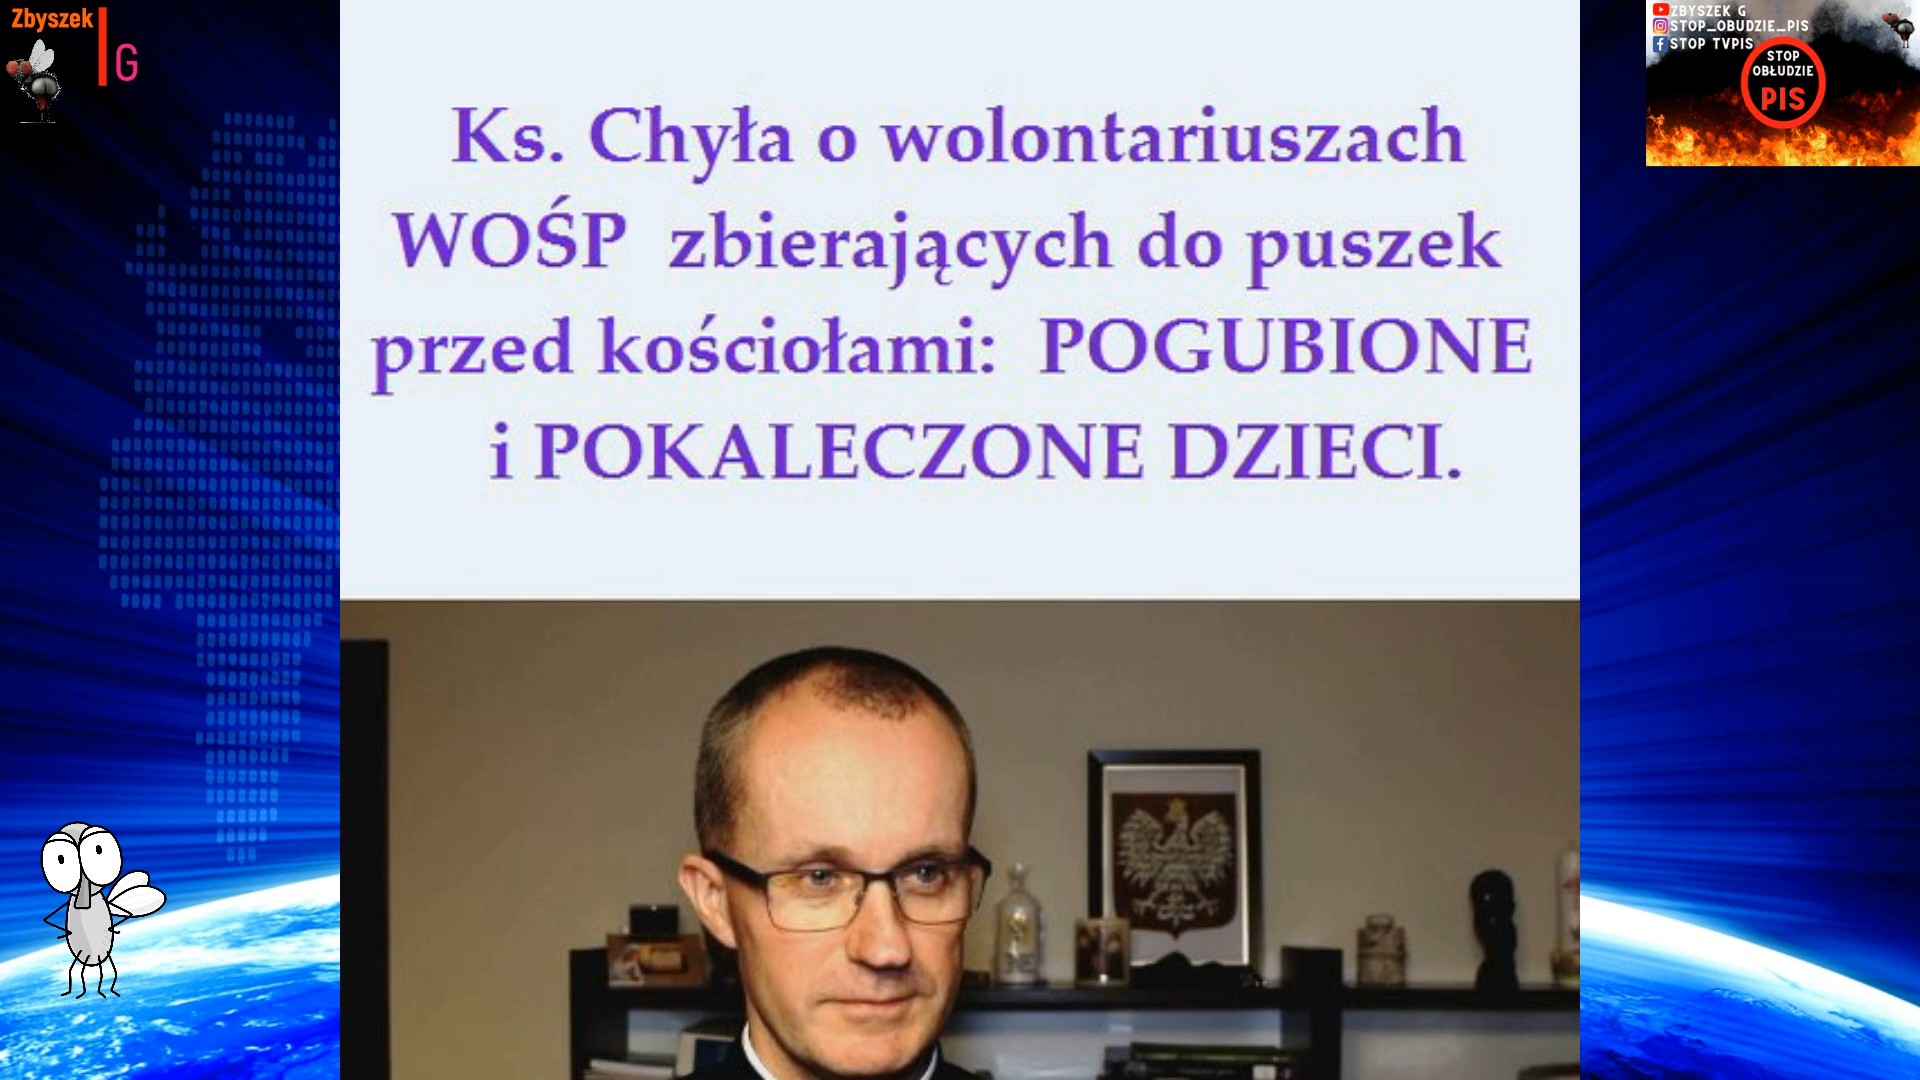 Zbyszek
G
ZBYSZEK G
STOP_OBUDZIE_PIS
STOP TVPIS
STOP
OBŁUDZIE
PIS
Ks. Chyła o wolontariuszach
WOŚP zbierających do puszek
przed kościołami: POGUBIONE
i POKALECZONE DZIECI.